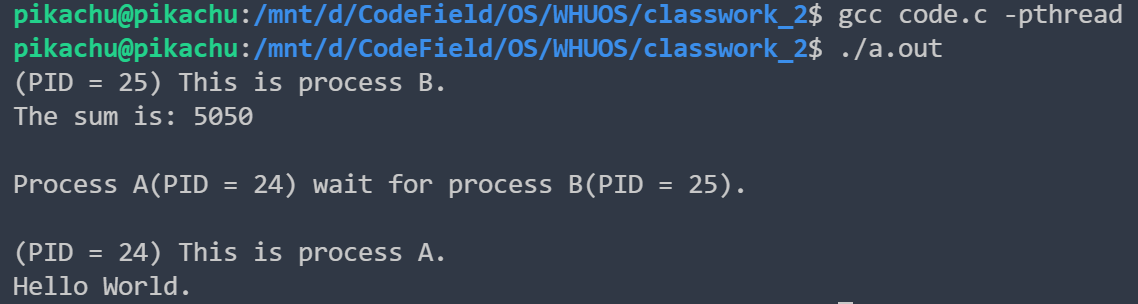 pikachu@pikachu:/mnt/d/CodeField/OS/WHUOS/classwork_2$ gcc code.c -pthread
pikachu@pikachu:/mnt/d/CodeField/OS/WHUOS/classwork_2$ ./a.out
(PID = 25) This is process B.
The sum is: 5050
Process A(PID = 24) wait for process B(PID = 25).
(PID = 24) This is process A.
Hello World.